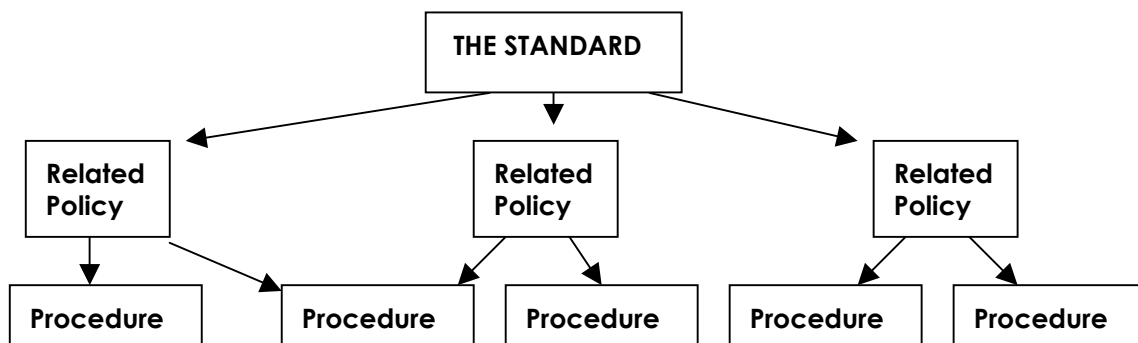 THE STANDARD
Related
Policy
Related
Policy
Related
Policy
Procedure
Procedure
Procedure
Procedure
Procedure